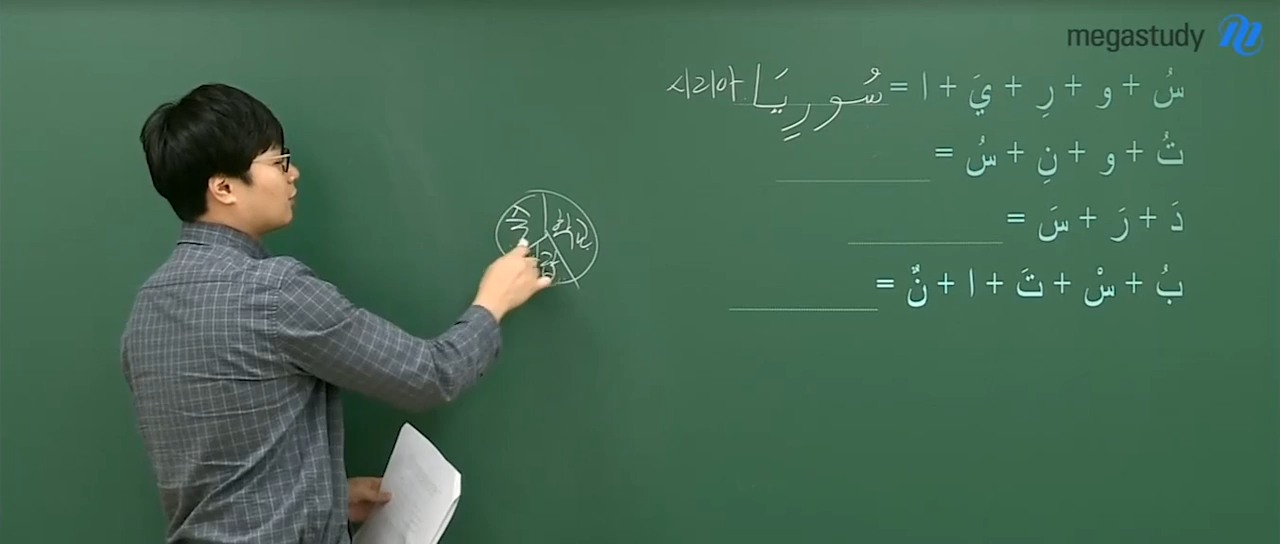 megastudy
سُ + و + رِ + يَ + ا = سُورِيَا 시리아
تُ + و + نِ + سُ =
دَ + رَ + سَ =
بُ + سْ + تَ + ا + نٌ =